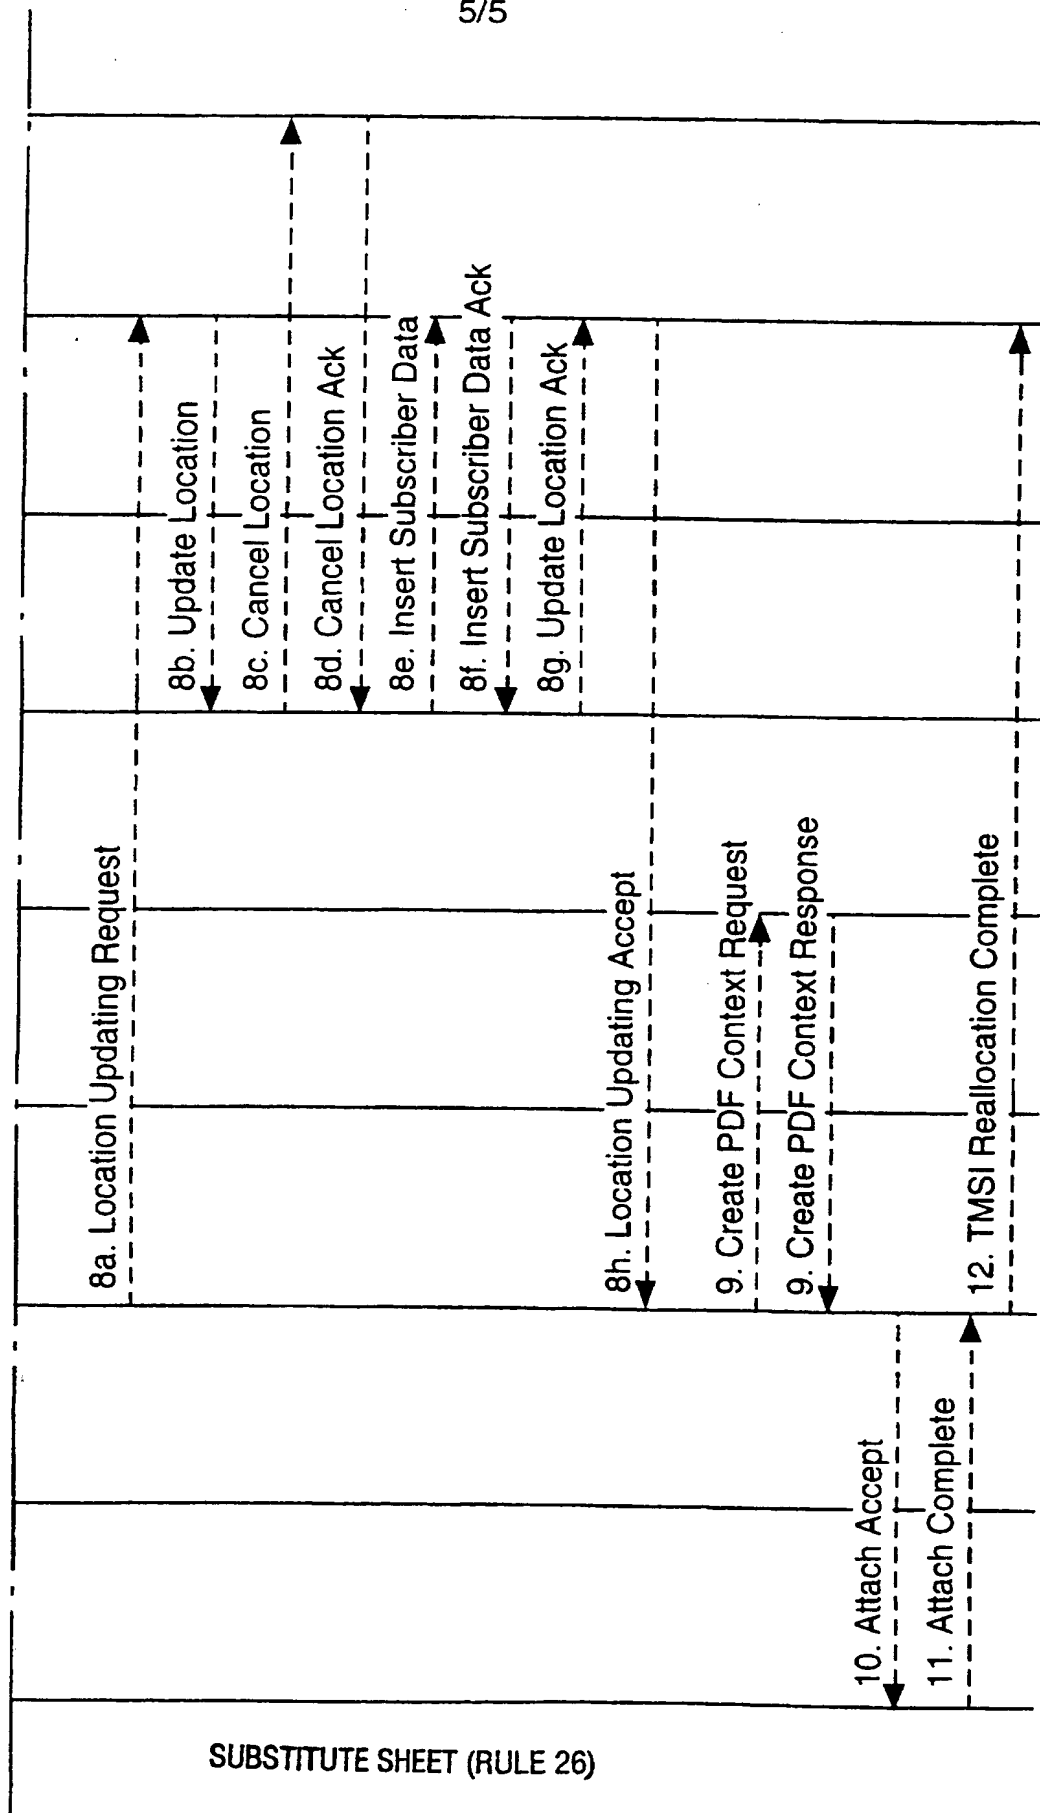 5/5
8a. Location Updating Request
8b. Update Location
8c. Cancel Location
8d. Cancel Location Ack
8e. Insert Subscriber Data
8f. Insert Subscriber Data Ack
8g. Update Location Ack
8h. Location Updating Accept
9. Create PDF Context Request
9. Create PDF Context Response
10. Attach Accept
11. Attach Complete
12. TMSI Reallocation Complete
SUBSTITUTE SHEET (RULE 26)